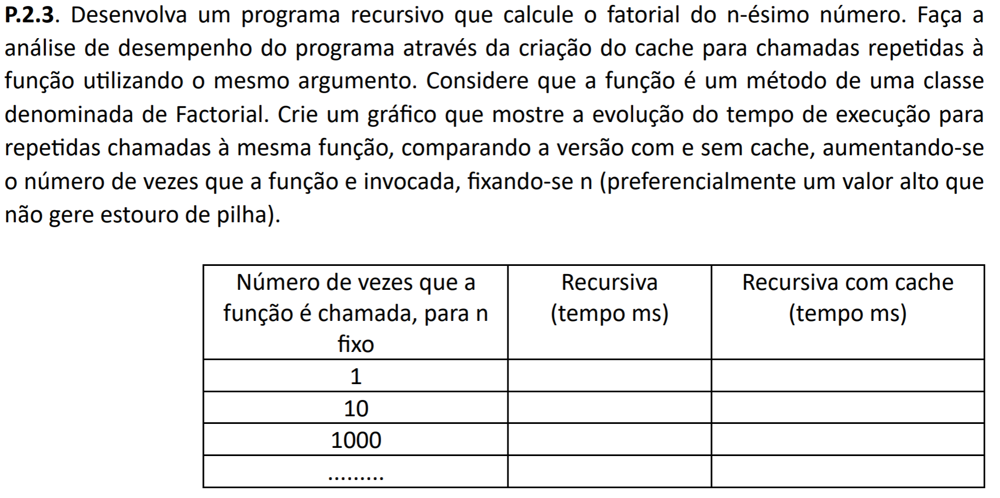 P.2.3. Desenvolva um programa recursivo que calcule o fatorial do n-ésimo número. Faça a
análise de desempenho do programa através da criação do cache para chamadas repetidas à
função utilizando o mesmo argumento. Considere que a função é um método de uma classe
denominada de Factorial. Crie um gráfico que mostre a evolução do tempo de execução para
repetidas chamadas à mesma função, comparando a versão com e sem cache, aumentando-se
o número de vezes que a função e invocada, fixando-se n (preferencialmente um valor alto que
não gere estouro de pilha).
Número de vezes que a
função é chamada, para n
fixo
Recursiva
(tempo ms)
Recursiva com cache
(tempo ms)
1
10
1000
.........